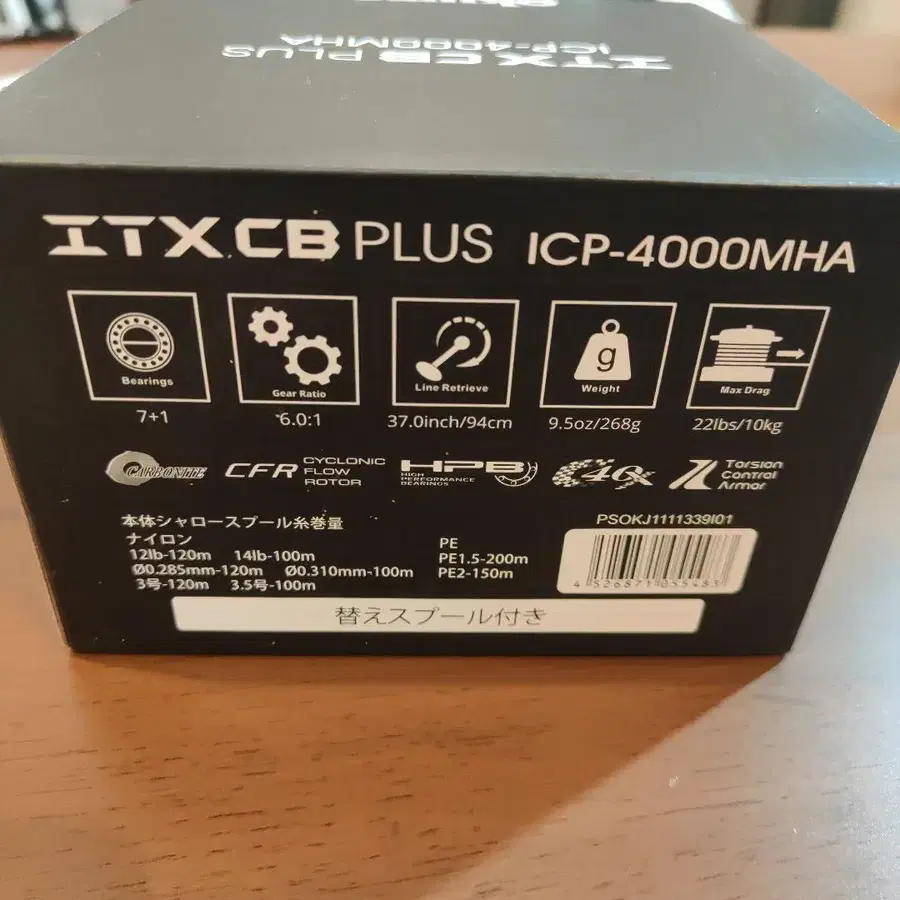 ITX CB PLUS
ICP-4000MHA
ITX.CB PLUS ICP-4000MHA
Bearings
7+1
Gear Ratio
6.0:1
Line Retrieve
37.0inch/94cm
g
Weight
9.5oz/268g
Max Drag
22lbs/10kg
CARBONITE
CFR CYCLONIC
FLOW
ROTOR
HPB
HIGH
PERFORMANCE
BEARINGS
Torsion
Control
Armor
本体シャロースプール糸巻量
ナイロン
12lb-120m 14lb-100m
Ø0.285mm-120m Ø0.310mm-100m
3号-120m 3.5号-100m
PE
PE1.5-200m
PE2-150m
PSOKJ1111339I01
4 526871 055483
替えスプール付き